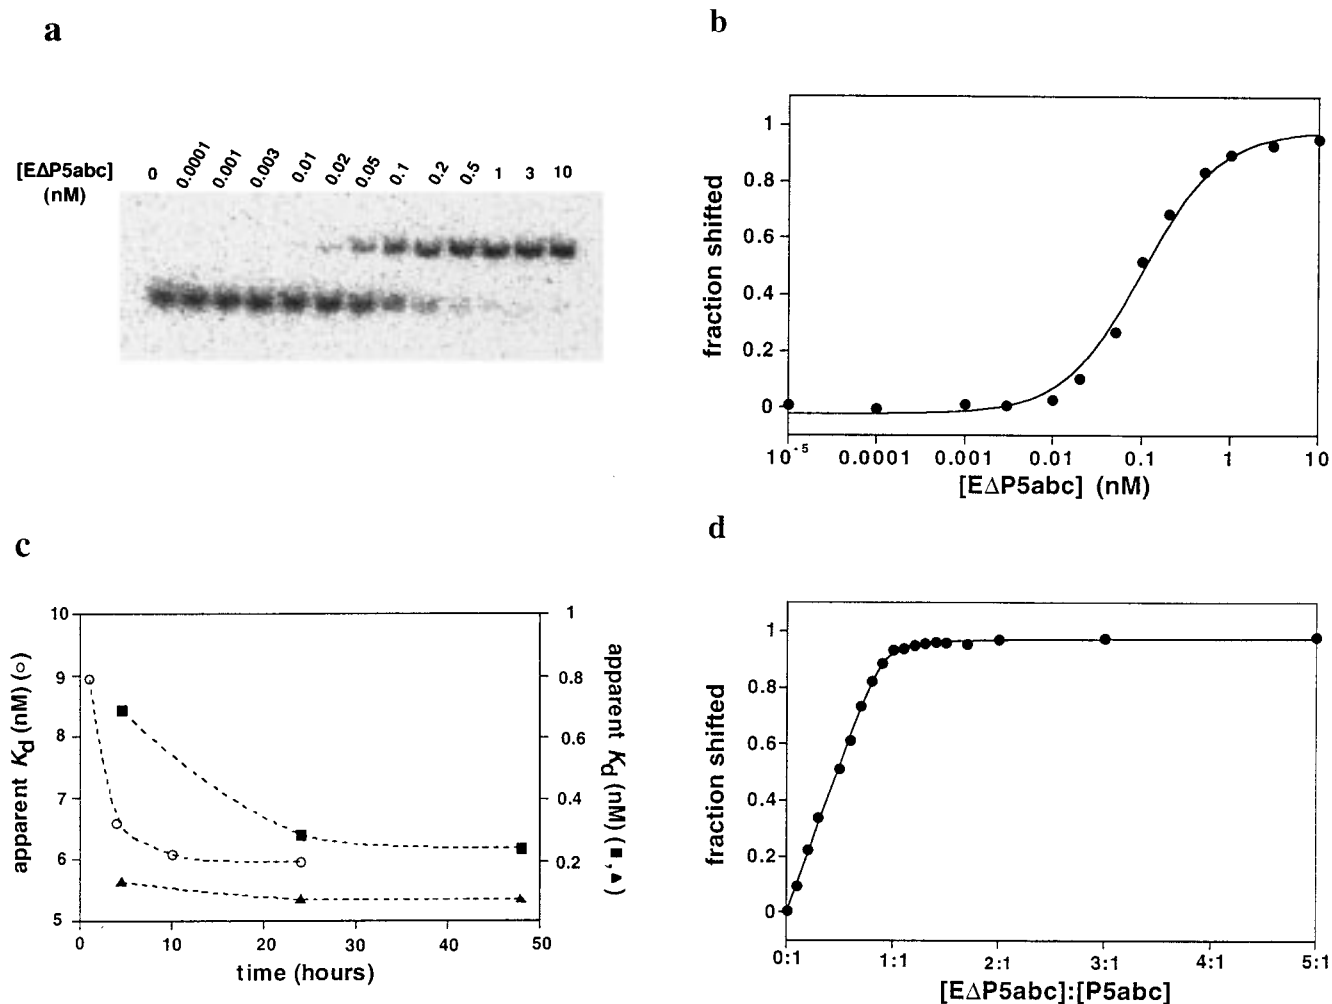 a
[EΔP5abc]
(nM)
0 0.0001 0.001 0.003 0.01 0.02 0.05 0.1 0.2 0.5 1 3 10
b
fraction shifted
1
0.8
0.6
0.4
0.2
0
10⁻⁵ 0.0001 0.001 0.01 0.1 1 10
[EΔP5abc] (nM)
c
apparent Kd (nM) (○)
10
9
8
7
6
5
0 10 20 30 40 50
time (hours)
1
0.8
0.6
0.4
0.2
apparent Kd (nM) (■,▲)
d
fraction shifted
1
0.8
0.6
0.4
0.2
0
0:1 1:1 2:1 3:1 4:1 5:1
[EΔP5abc]:[P5abc]